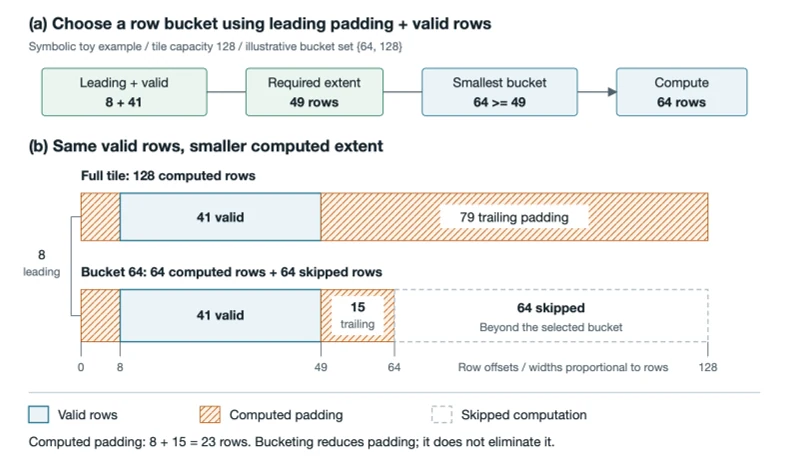 (a) Choose a row bucket using leading padding + valid rows
Symbolic toy example / tile capacity 128 / illustrative bucket set {64, 128}
Leading + valid
8 + 41
Required extent
49 rows
Smallest bucket
64 >= 49
Compute
64 rows
(b) Same valid rows, smaller computed extent
Full tile: 128 computed rows
41 valid
79 trailing padding
8
leading
Bucket 64: 64 computed rows + 64 skipped rows
41 valid
15
trailing
64 skipped
Beyond the selected bucket
0 8 49 64 Row offsets / widths proportional to rows 128
Valid rows
Computed padding
Skipped computation
Computed padding: 8 + 15 = 23 rows. Bucketing reduces padding; it does not eliminate it.